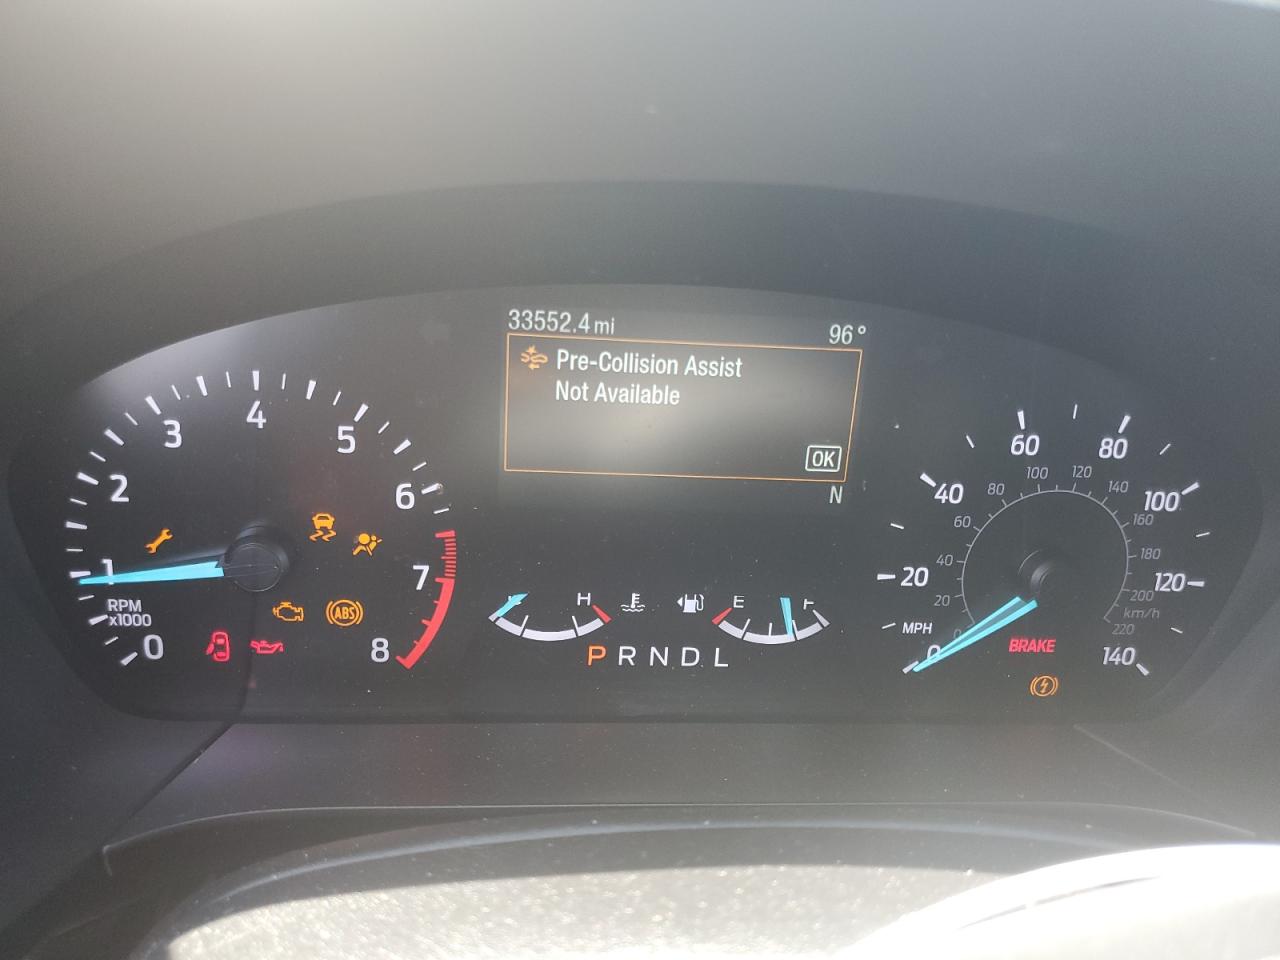 33552.4 mi 96°
Pre-Collision Assist
Not Available
OK
N
0 1 2 3 4 5 6 7 8
RPM
x1000
ABS
H
E F
P R N D L
0 20 40 60 80 100 120 140
MPH
0 20 40 60 80 100 120 140 160 180 200 220
km/h
BRAKE